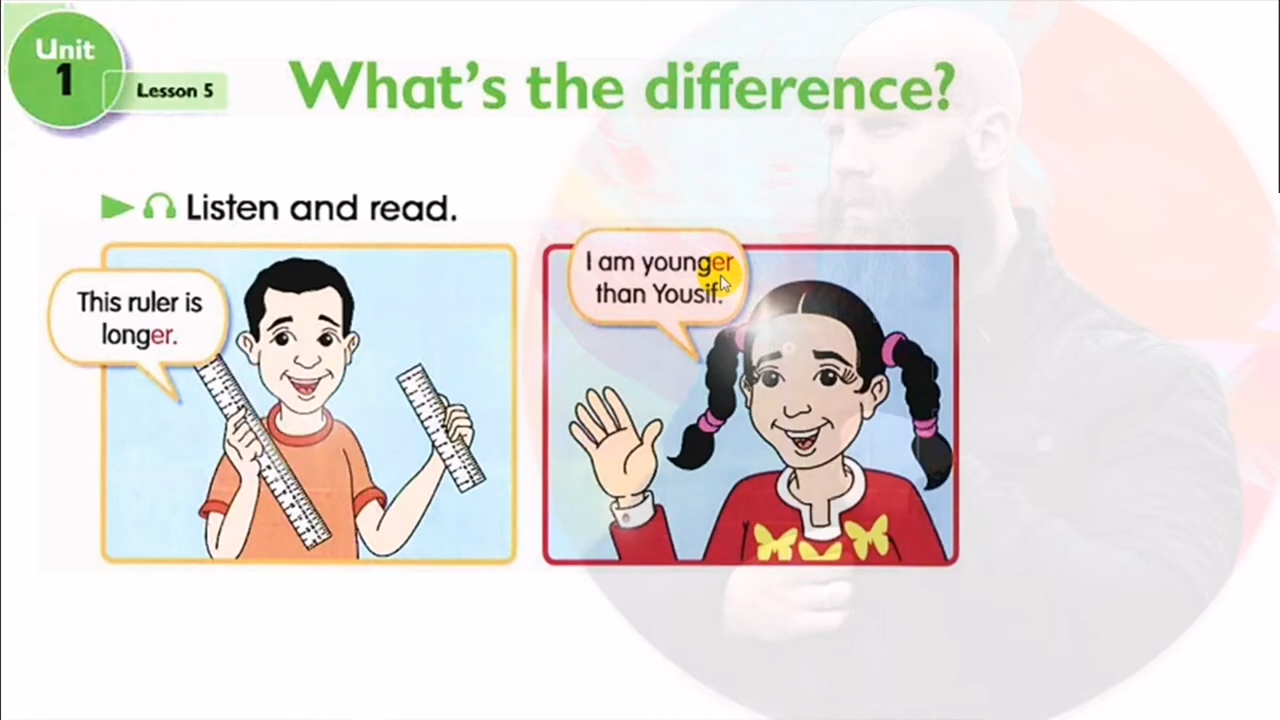 Unit
1
Lesson 5
What's the difference?
Listen and read.
This ruler is
longer.
I am younger
than Yousif.